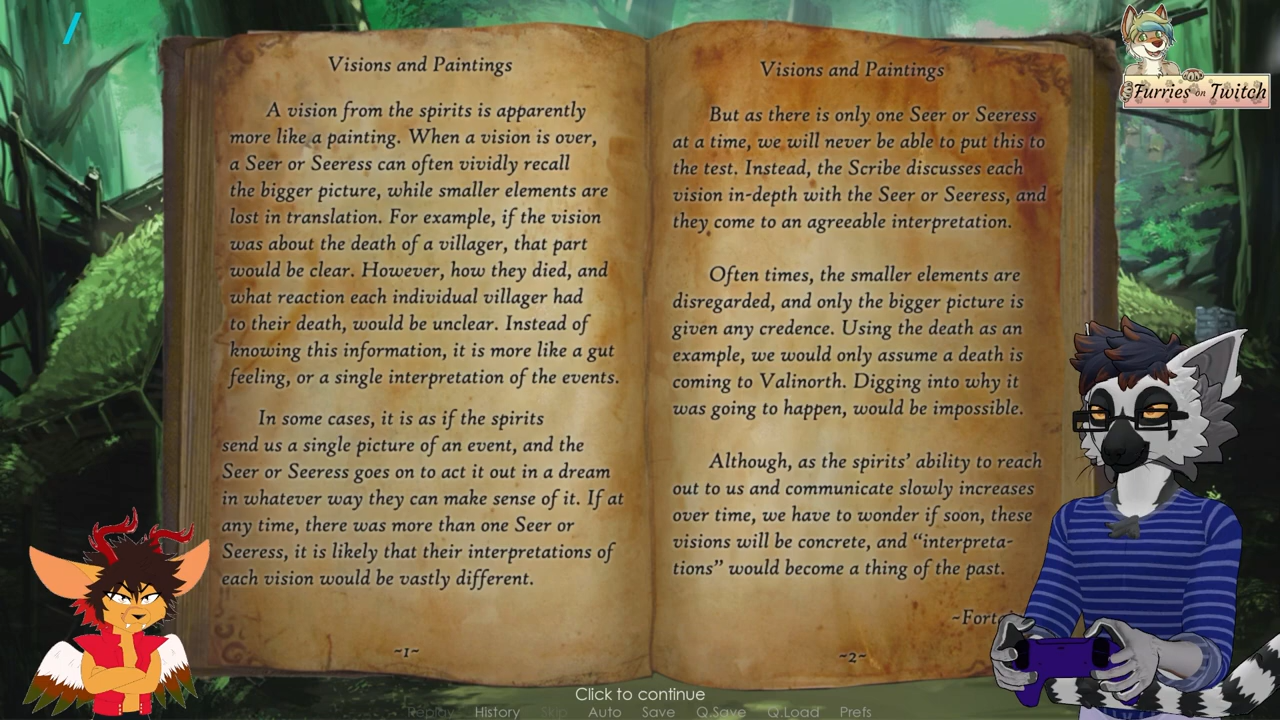 Visions and Paintings
A vision from the spirits is apparently
more like a painting. When a vision is over,
a Seer or Seeress can often vividly recall
the bigger picture, while smaller elements are
lost in translation. For example, if the vision
was about the death of a villager, that part
would be clear. However, how they died, and
what reaction each individual villager had
to their death, would be unclear. Instead of
knowing this information, it is more like a gut
feeling, or a single interpretation of the events.
In some cases, it is as if the spirits
send us a single picture of an event, and the
Seer or Seeress goes on to act it out in a dream
in whatever way they can make sense of it. If at
any time, there was more than one Seer or
Seeress, it is likely that their interpretations of
each vision would be vastly different.
~1~
Visions and Paintings
But as there is only one Seer or Seeress
at a time, we will never be able to put this to
the test. Instead, the Scribe discusses each
vision in-depth with the Seer or Seeress, and
they come to an agreeable interpretation.
Often times, the smaller elements are
disregarded, and only the bigger picture is
given any credence. Using the death as an
example, we would only assume a death is
coming to Valinorth. Digging into why it
was going to happen, would be impossible.
Although, as the spirits' ability to reach
out to us and communicate slowly increases
over time, we have to wonder if soon, these
visions will be concrete, and "interpreta-
tions" would become a thing of the past.
~2~
Furries on Twitch
Click to continue
Replay History Skip Auto Save Q.Save Q.Load Prefs